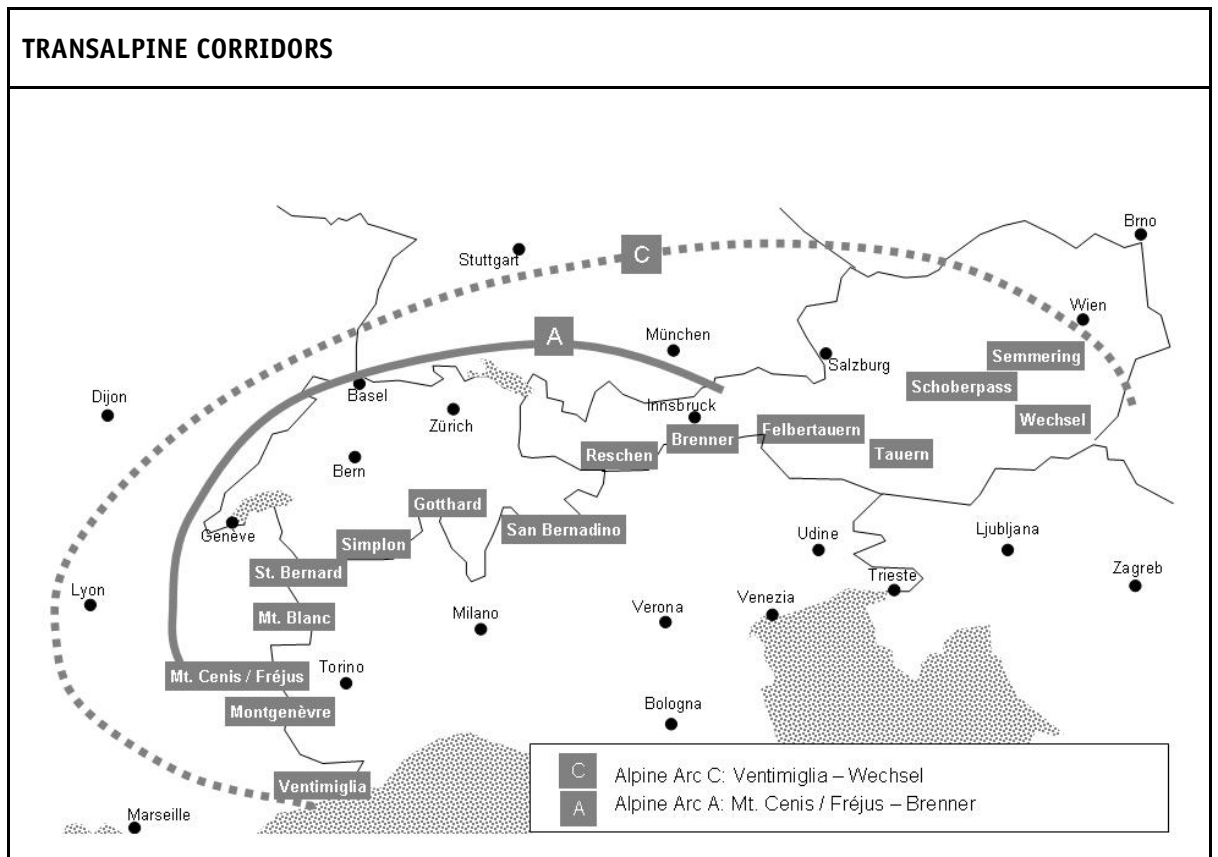 TRANSALPINE CORRIDORS
Brno
Stuttgart
C
Wien
A
München
Semmering
Salzburg
Schoberpass
Dijon
Basel
Innsbruck
Wechsel
Zürich
Brenner
Felbertauern
Reschen
Tauern
Bern
Gotthard
San Bernadino
Genève
Simplon
Udine
Ljubljana
St. Bernard
Trieste
Zagreb
Lyon
Mt. Blanc
Milano
Verona
Venezia
Mt. Cenis / Fréjus
Torino
Montgenèvre
Bologna
Ventimiglia
C Alpine Arc C: Ventimiglia – Wechsel
A Alpine Arc A: Mt. Cenis / Fréjus – Brenner
Marseille